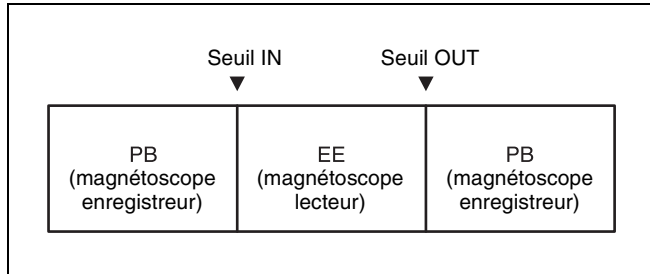 Seuil IN
Seuil OUT
PB
(magnétoscope
enregistreur)
EE
(magnétoscope
lecteur)
PB
(magnétoscope
enregistreur)